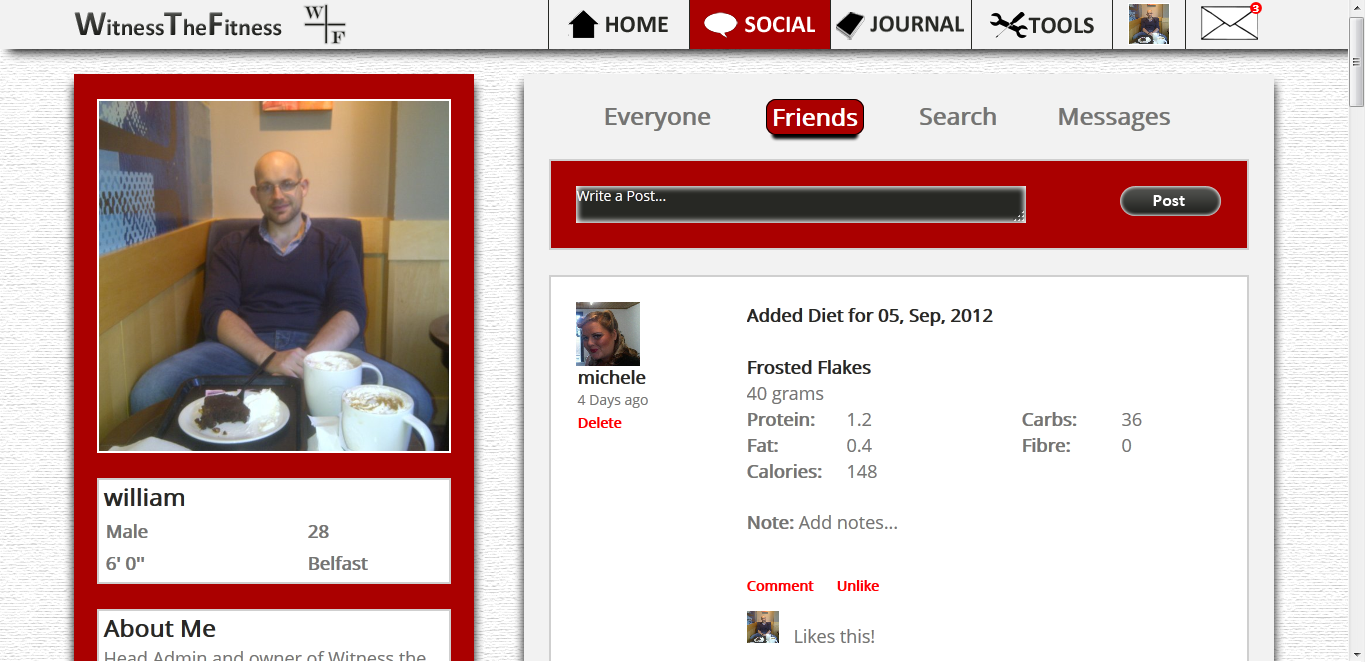 WitnessTheFitness
W
F
HOME
SOCIAL
JOURNAL
TOOLS
3
Everyone
Friends
Search
Messages
Write a Post...
Post
william
Male 28
6' 0" Belfast
About Me
Head Admin and owner of Witness the
michele
4 Days ago
Delete
Added Diet for 05, Sep, 2012
Frosted Flakes
40 grams
Protein: 1.2 Carbs: 36
Fat: 0.4 Fibre: 0
Calories: 148
Note: Add notes...
Comment Unlike
Likes this!